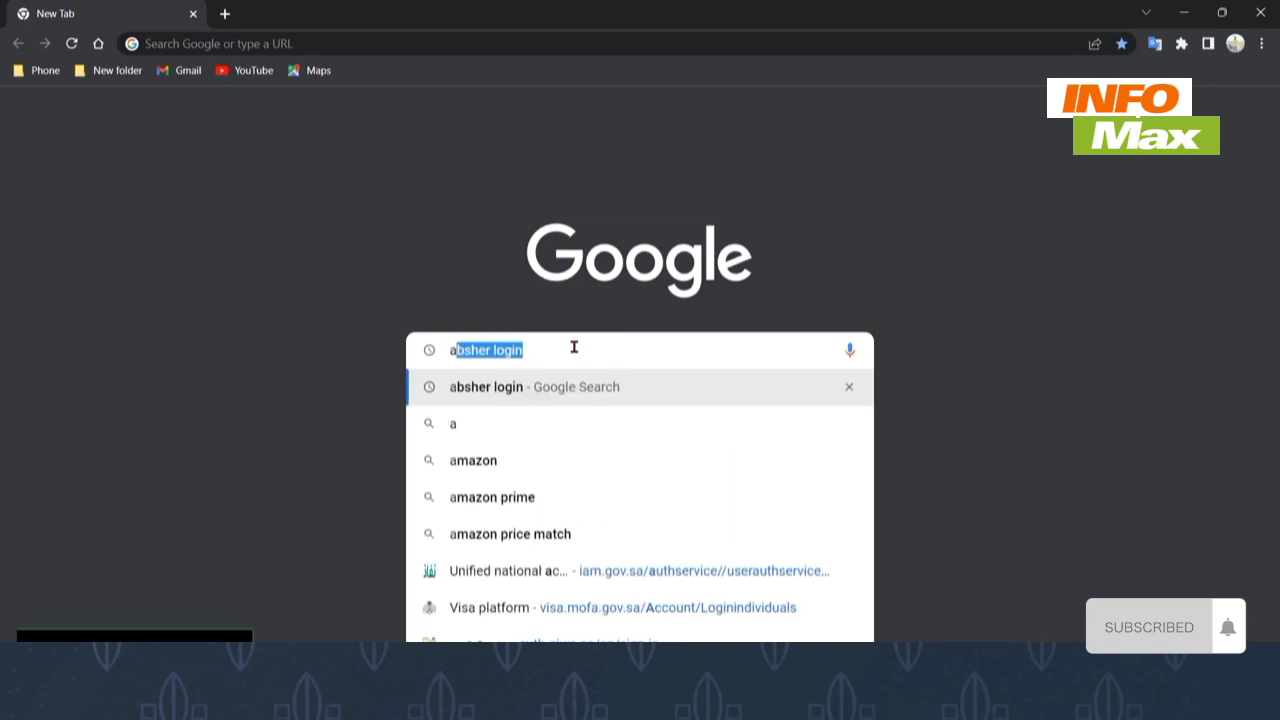 New Tab
Search Google or type a URL
Phone
New folder
Gmail
YouTube
Maps
INFO
Max
Google
absher login
absher login - Google Search
a
amazon
amazon prime
amazon price match
Unified national ac... - iam.gov.sa/authservice//userauthservice...
Visa platform - visa.mofa.gov.sa/Account/Loginindividuals
SUBSCRIBED